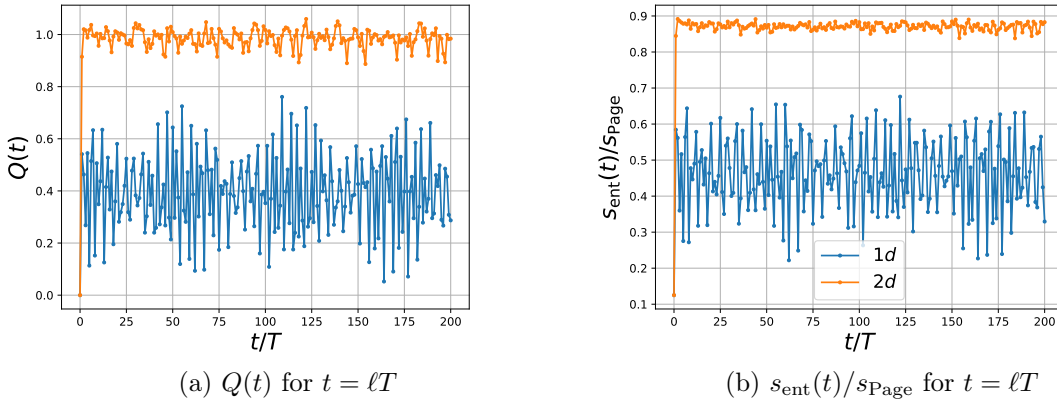 Q(t)
1.0
0.8
0.6
0.4
0.2
0.0
0 25 50 75 100 125 150 175 200
t/T
(a) Q(t) for t = ℓT
s_ent(t)/s_Page
0.9
0.8
0.7
0.6
0.5
0.4
0.3
0.2
0.1
1d
2d
0 25 50 75 100 125 150 175 200
t/T
(b) s_ent(t)/s_Page for t = ℓT